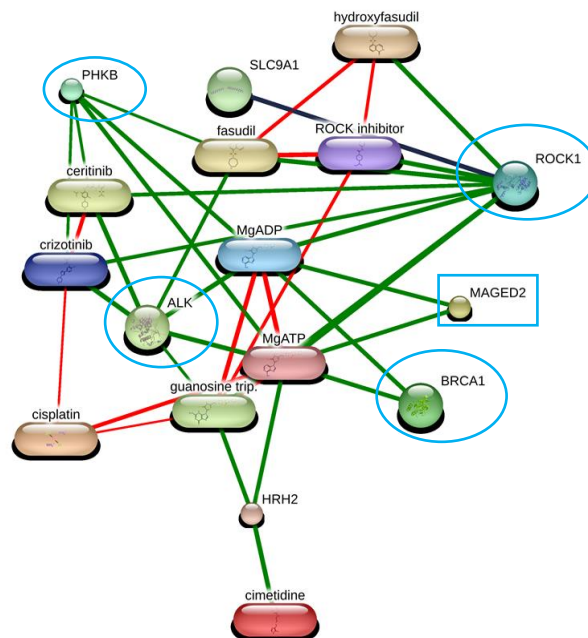 hydroxyfasudil
SLC9A1
PHKB
fasudil
ROCK inhibitor
ROCK1
ceritinib
crizotinib
MgADP
ALK
MAGED2
MgATP
BRCA1
guanosine trip.
cisplatin
HRH2
cimetidine